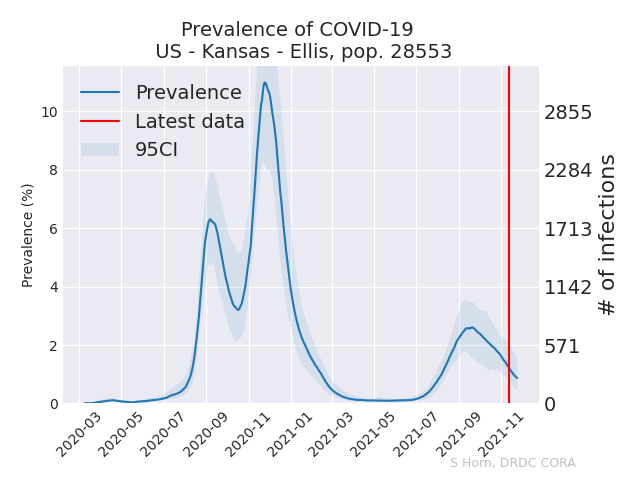 Prevalence of COVID-19
US - Kansas - Ellis, pop. 28553
Prevalence
Latest data
95CI
Prevalence (%)
10
8
6
4
2
0
2855
2284
1713
1142
571
0
# of infections
2020-03
2020-05
2020-07
2020-09
2020-11
2021-01
2021-03
2021-05
2021-07
2021-09
2021-11
S Horn, DRDC CORA